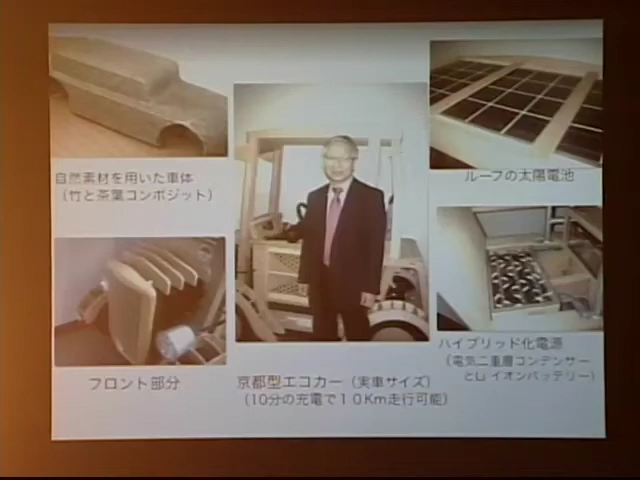 自然素材を用いた車体
（竹と茶葉コンポジット）
ルーフの太陽電池
フロント部分
京都型エコカー（実車サイズ）
（10分の充電で１０Km走行可能）
ハイブリッド化電源
（電気二重層コンデンサー
とLi イオンバッテリー）